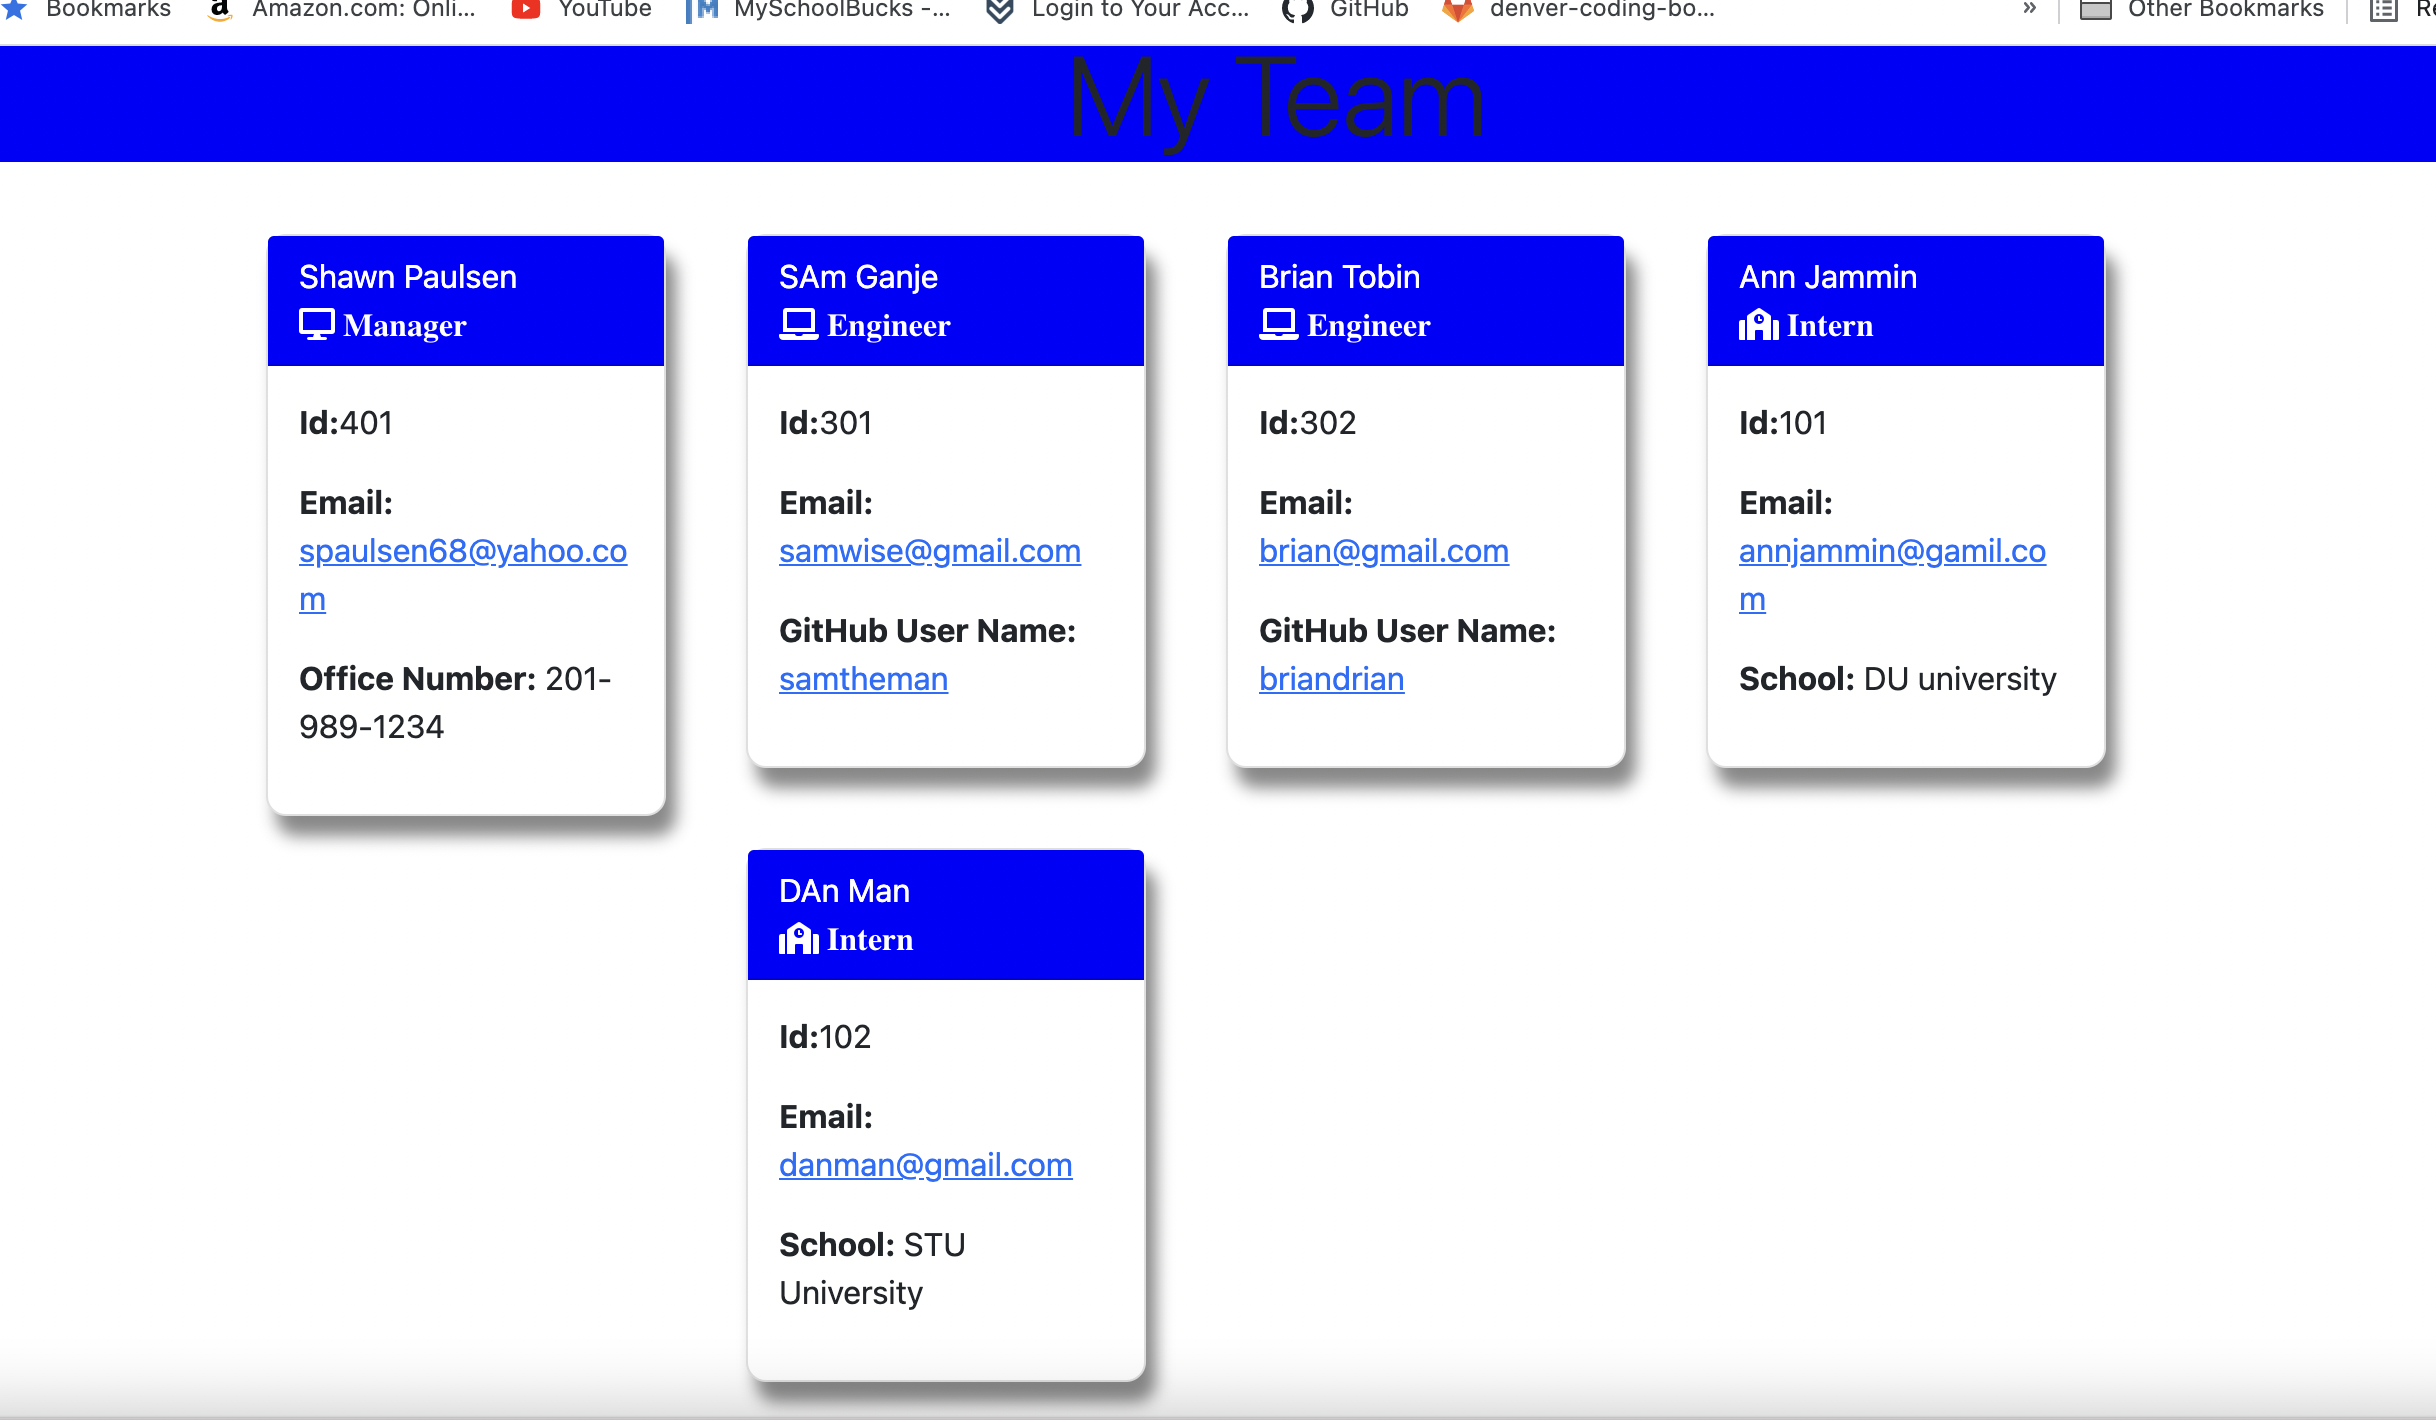 Bookmarks Amazon.com: Onli... YouTube MySchoolBucks -... Login to Your Acc... GitHub denver-coding-bo... » Other Bookmarks
My Team
Shawn Paulsen
Manager
Id:401
Email:
spaulsen68@yahoo.co
m
Office Number: 201-
989-1234
SAm Ganje
Engineer
Id:301
Email:
samwise@gmail.com
GitHub User Name:
samtheman
Brian Tobin
Engineer
Id:302
Email:
brian@gmail.com
GitHub User Name:
briandrian
Ann Jammin
Intern
Id:101
Email:
annjammin@gamil.co
m
School: DU university
DAn Man
Intern
Id:102
Email:
danman@gmail.com
School: STU
University